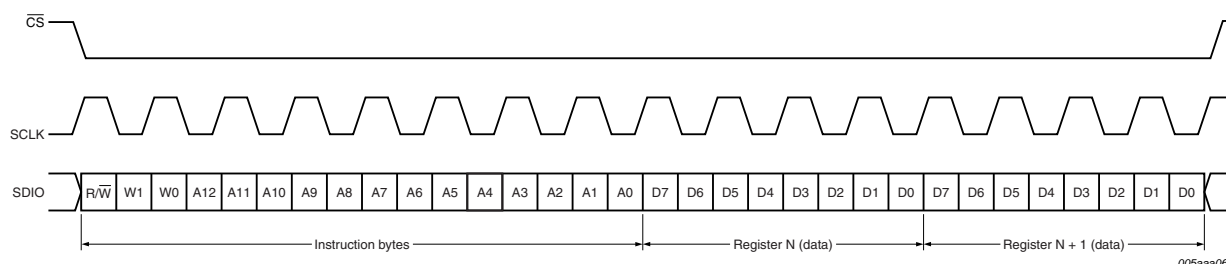 CS
SCLK
SDIO R/W W1 W0 A12 A11 A10 A9 A8 A7 A6 A5 A4 A3 A2 A1 A0 D7 D6 D5 D4 D3 D2 D1 D0 D7 D6 D5 D4 D3 D2 D1 D0
Instruction bytes Register N (data) Register N + 1 (data)